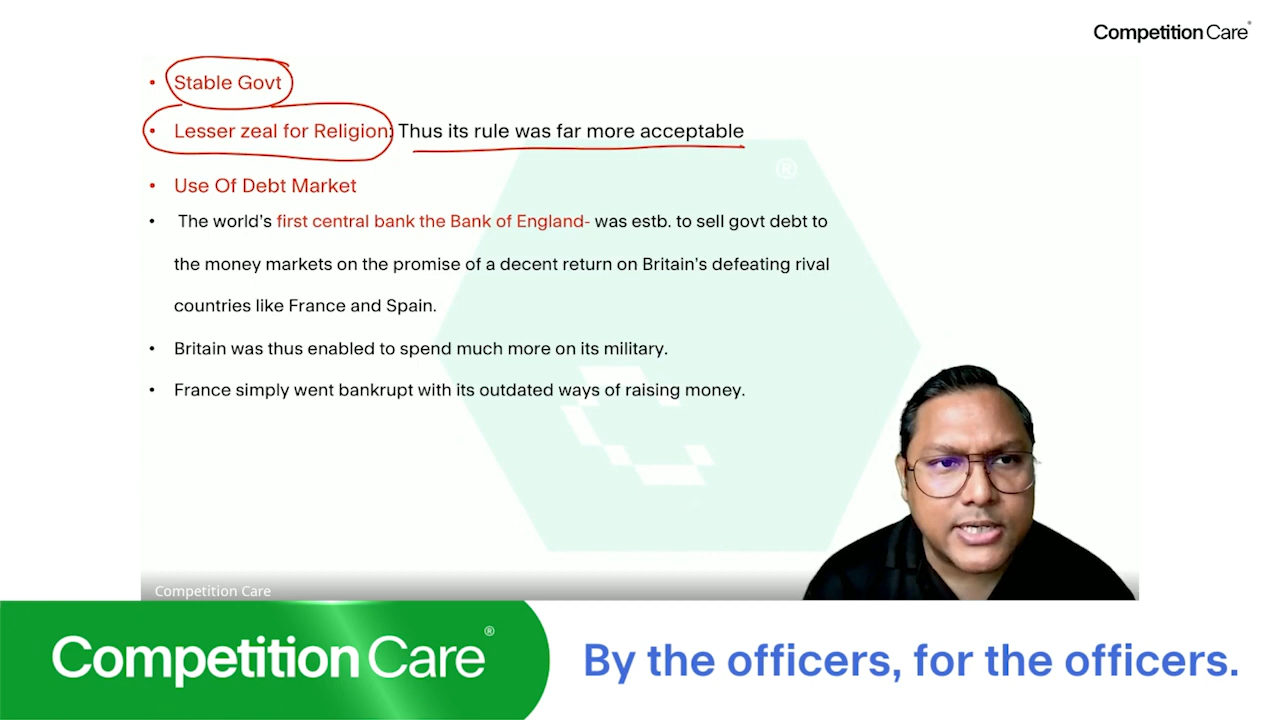 Competition Care®
• Stable Govt
• Lesser zeal for Religion: Thus its rule was far more acceptable
®
• Use Of Debt Market
• The world's first central bank the Bank of England- was estb. to sell govt debt to
the money markets on the promise of a decent return on Britain's defeating rival
countries like France and Spain.
• Britain was thus enabled to spend much more on its military.
• France simply went bankrupt with its outdated ways of raising money.
Competition Care
Competition Care®
By the officers, for the officers.